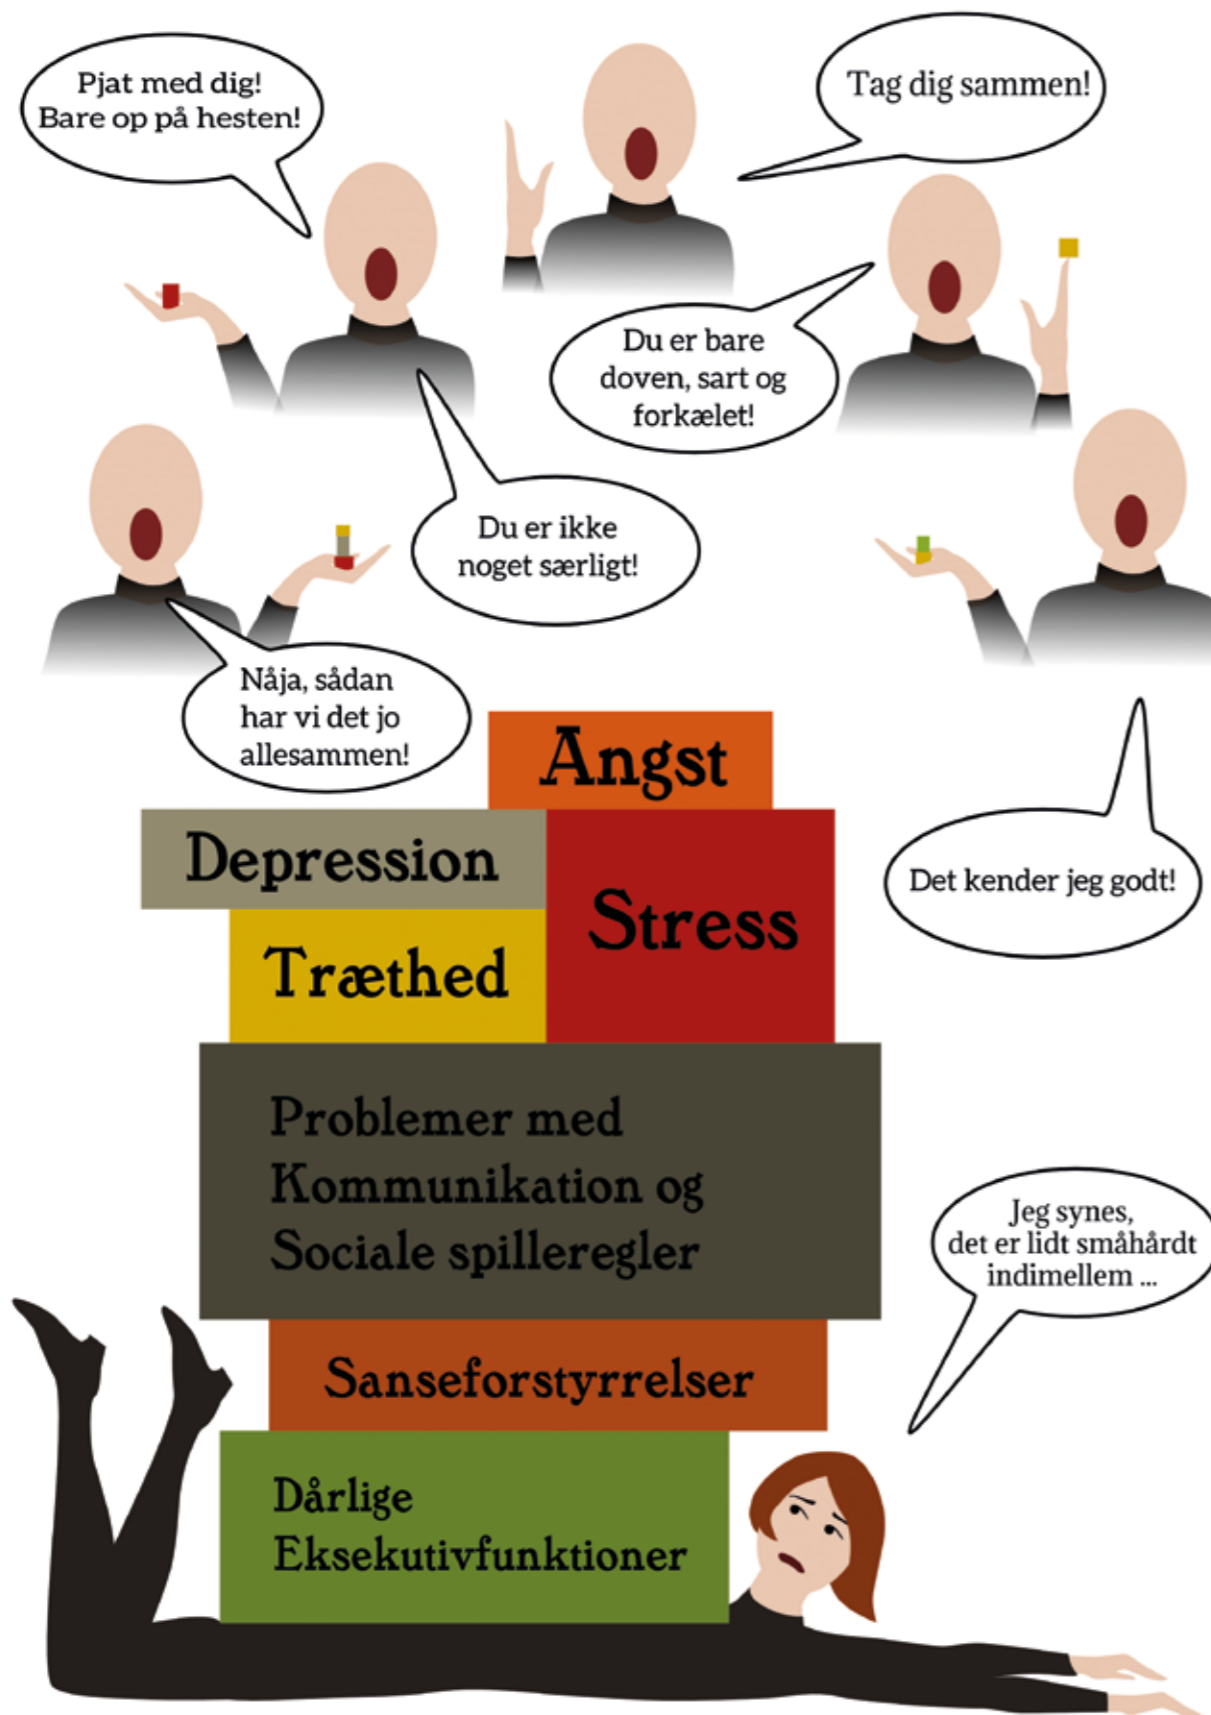 Pjat med dig!
Bare op på hesten!
Tag dig sammen!
Du er bare
doven, sart og
forkælet!
Du er ikke
noget særligt!
Nåja, sådan
har vi det jo
allesammen!
Det kender jeg godt!
Angst
Depression
Stress
Træthed
Problemer med
Kommunikation og
Sociale spilleregler
Jeg synes,
det er lidt småhårdt
indimellem ...
Sanseforstyrrelser
Dårlige
Eksekutivfunktioner